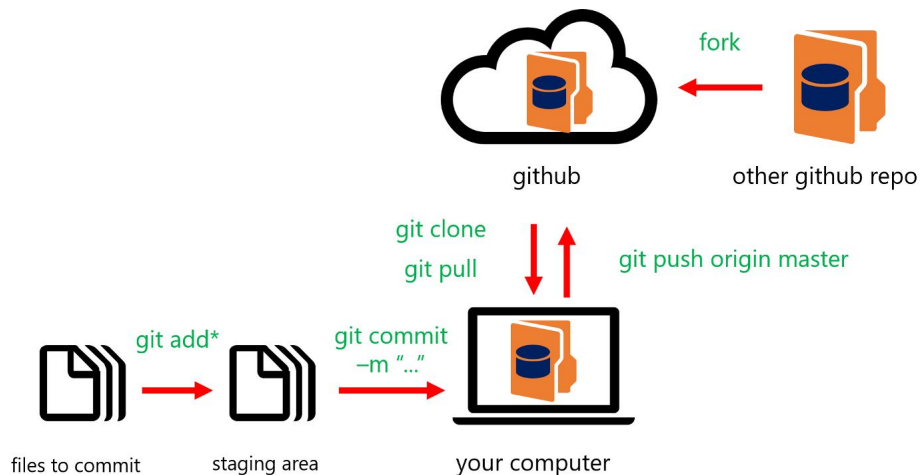 fork
github
other github repo
git clone
git pull
git push origin master
git add*
git commit
–m “...”
files to commit
staging area
your computer